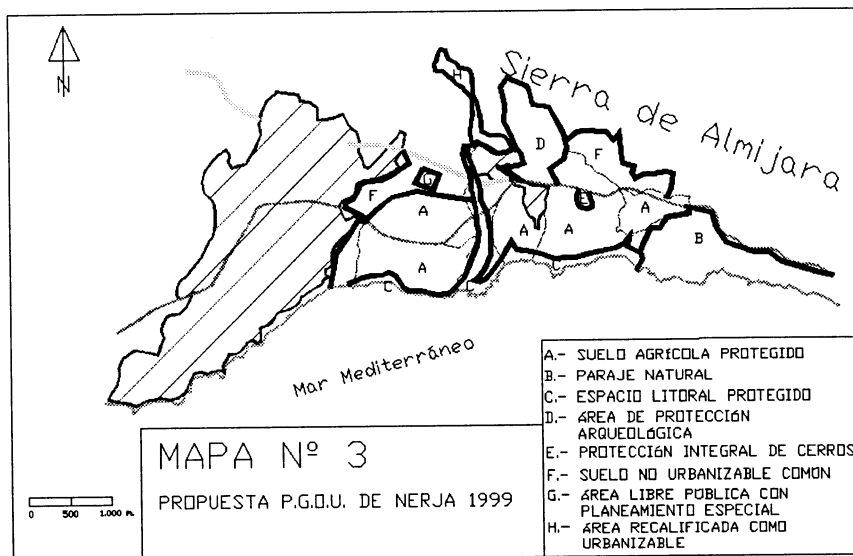 N
Sierra de Almijara
H
D
F
G
F
E
A
A
A
A
A
B
C
C
C
Mar Mediterráneo
MAPA Nº 3
PROPUESTA P.G.O.U. DE NERJA 1999
0 500 1.000 m.
A.- SUELO AGRÍCOLA PROTEGIDO
B.- PARAJE NATURAL
C.- ESPACIO LITORAL PROTEGIDO
D.- ÁREA DE PROTECCIÓN
ARQUEOLÓGICA
E.- PROTECCIÓN INTEGRAL DE CERROS
F.- SUELO NO URBANIZABLE COMÚN
G.- ÁREA LIBRE PÚBLICA CON
PLANEAMIENTO ESPECIAL
H.- ÁREA RECALIFICADA COMO
URBANIZABLE